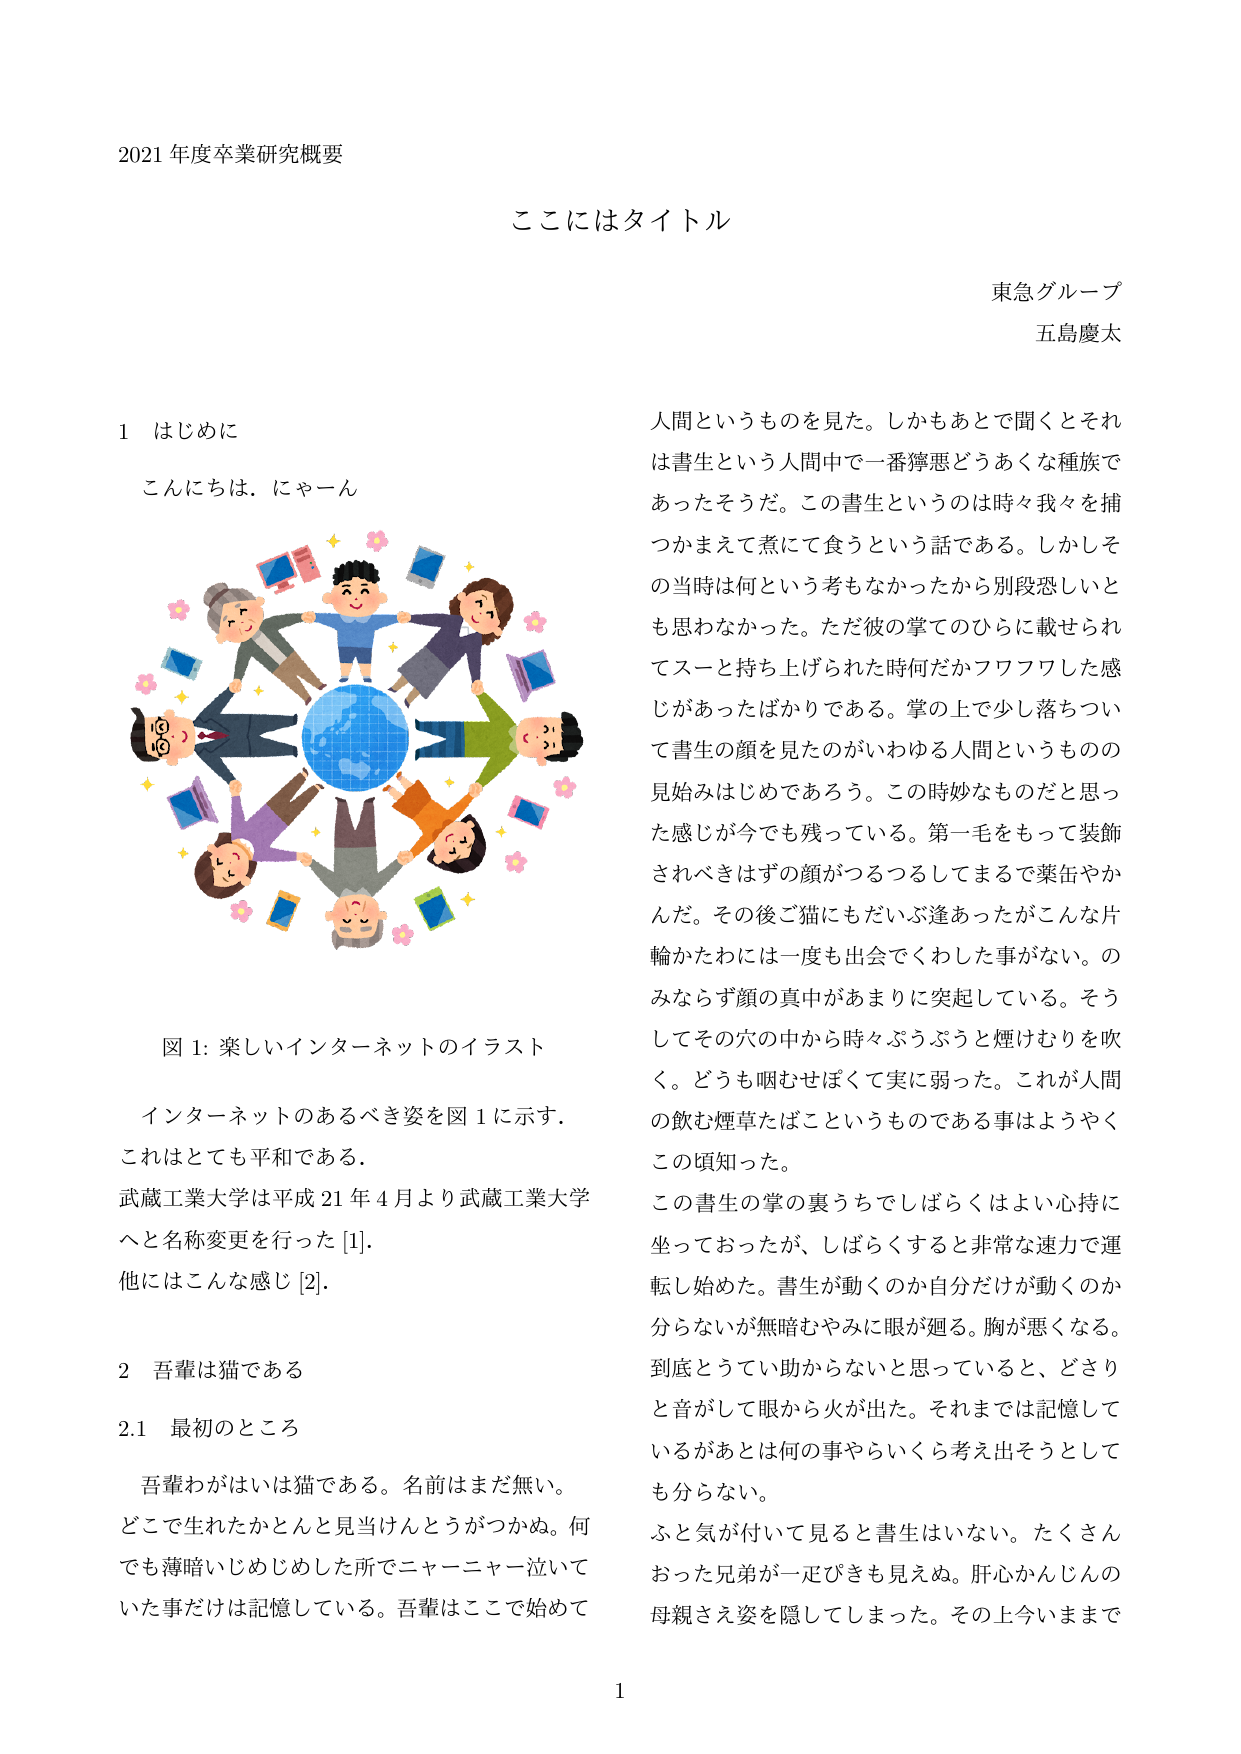 2021 年度卒業研究概要
ここにはタイトル
東急グループ
五島慶太
1 はじめに
こんにちは．にゃーん
図 1: 楽しいインターネットのイラスト
インターネットのあるべき姿を図 1 に示す．
これはとても平和である．
武蔵工業大学は平成 21 年 4 月より武蔵工業大学
へと名称変更を行った [1]．
他にはこんな感じ [2]．
2 吾輩は猫である
2.1 最初のところ
吾輩わがはいは猫である。名前はまだ無い。
どこで生れたかとんと見当けんとうがつかぬ。何
でも薄暗いじめじめした所でニャーニャー泣いて
いた事だけは記憶している。吾輩はここで始めて
人間というものを見た。しかもあとで聞くとそれ
は書生という人間中で一番獰悪どうあくな種族で
あったそうだ。この書生というのは時々我々を捕
つかまえて煮にて食うという話である。しかしそ
の当時は何という考もなかったから別段恐しいと
も思わなかった。ただ彼の掌てのひらに載せられ
てスーと持ち上げられた時何だかフワフワした感
じがあったばかりである。掌の上で少し落ちつい
て書生の顔を見たのがいわゆる人間というものの
見始みはじめであろう。この時妙なものだと思っ
た感じが今でも残っている。第一毛をもって装飾
されべきはずの顔がつるつるしてまるで薬缶やか
んだ。その後ご猫にもだいぶ逢あったがこんな片
輪かたわには一度も出会でくわした事がない。の
みならず顔の真中があまりに突起している。そう
してその穴の中から時々ぷうぷうと煙けむりを吹
く。どうも咽むせぽくて実に弱った。これが人間
の飲む煙草たばこというものである事はようやく
この頃知った。
この書生の掌の裏うちでしばらくはよい心持に
坐っておったが、しばらくすると非常な速力で運
転し始めた。書生が動くのか自分だけが動くのか
分らないが無暗むやみに眼が廻る。胸が悪くなる。
到底とうてい助からないと思っていると、どさり
と音がして眼から火が出た。それまでは記憶して
いるがあとは何の事やらいくら考え出そうとして
も分らない。
ふと気が付いて見ると書生はいない。たくさん
おった兄弟が一疋ぴきも見えぬ。肝心かんじんの
母親さえ姿を隠してしまった。その上今いままで
1